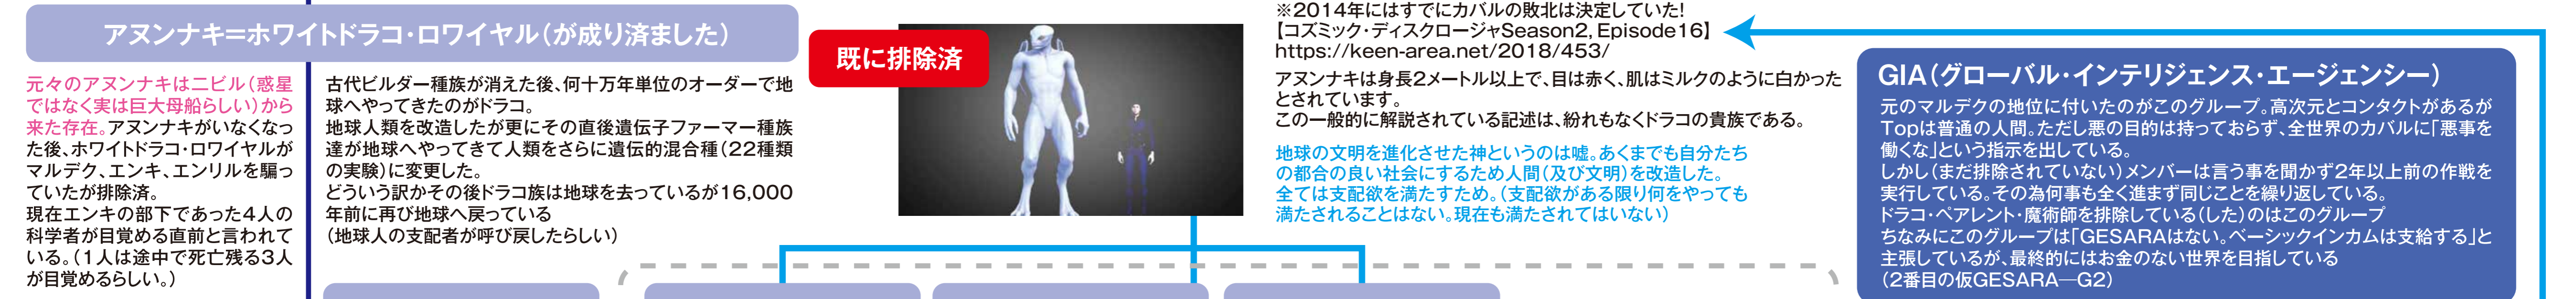 アヌンナキ=ホワイトドラコ・ロワイヤル(が成り済ました)
元々のアヌンナキはニビル(惑星
ではなく実は巨大母船らしい)から
来た存在。アヌンナキがいなくなっ
た後、ホワイトドラコ・ロワイヤルが
マルデク、エンキ、エンリルを騙っ
ていたが排除済。
現在エンキの部下であった4人の
科学者が目覚める直前と言われて
いる。(1人は途中で死亡残る3人
が目覚めるらしい。)
古代ビルダー種族が消えた後、何十万年単位のオーダーで地
球へやってきたのがドラコ。
地球人類を改造したが更にその直後遺伝子ファーマー種族
達が地球へやってきて人類をさらに遺伝的混合種(22種類
の実験)に変更した。
どういう訳かその後ドラコ族は地球を去っているが16,000
年前に再び地球へ戻っている
(地球人の支配者が呼び戻したらしい)
既に排除済
※2014年にはすでにカバルの敗北は決定していた!
【コズミック・ディスクロージャSeason2, Episode16】
https://keen-area.net/2018/453/
アヌンナキは身長2メートル以上で、目は赤く、肌はミルクのように白かった
とされています。
この一般的に解説されている記述は、紛れもなくドラコの貴族である。
地球の文明を進化させた神というのは嘘。あくまでも自分たち
の都合の良い社会にするため人間(及び文明)を改造した。
全ては支配欲を満たすため。(支配欲がある限り何をやっても
満たされることはない。現在も満たされてはいない)
GIA(グローバル・インテリジェンス・エージェンシー)
元のマルデクの地位に付いたのがこのグループ。高次元とコンタクトがあるが
Topは普通の人間。ただし悪の目的は持っておらず、全世界のカバルに「悪事を
働くな」という指示を出している。
しかし(まだ排除されていない)メンバーは言う事を聞かず2年以上前の作戦を
実行している。その為何事も全く進まず同じことを繰り返している。
ドラコ・ペアレント・魔術師を排除している(した)のはこのグループ
ちなみにこのグループは「GESARAはない。ベーシックインカムは支給する」と
主張しているが、最終的にはお金のない世界を目指している
(2番目の仮GESARA―G2)